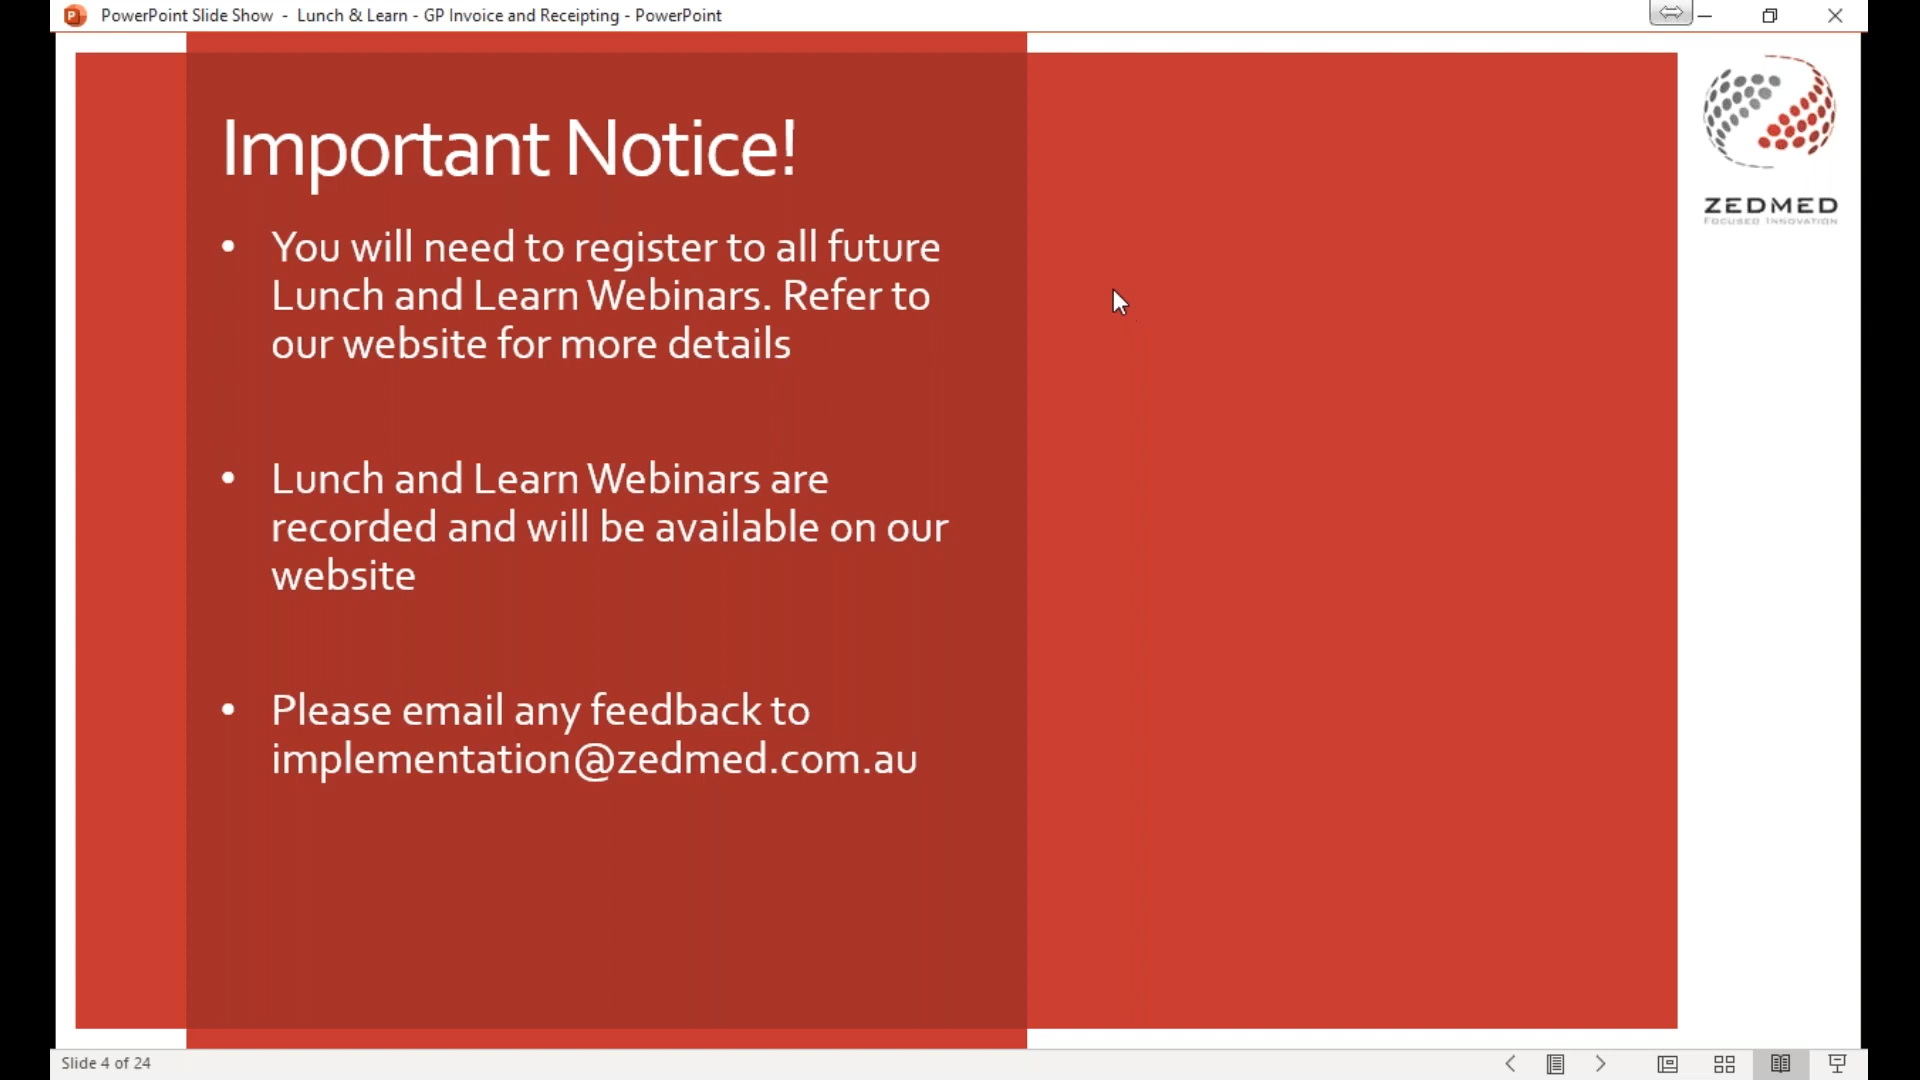 PowerPoint Slide Show - Lunch & Learn - GP Invoice and Receipting - PowerPoint
Important Notice!
• You will need to register to all future
Lunch and Learn Webinars. Refer to
our website for more details
• Lunch and Learn Webinars are
recorded and will be available on our
website
• Please email any feedback to
implementation@zedmed.com.au
ZEDMED
FOCUSED INNOVATION
Slide 4 of 24